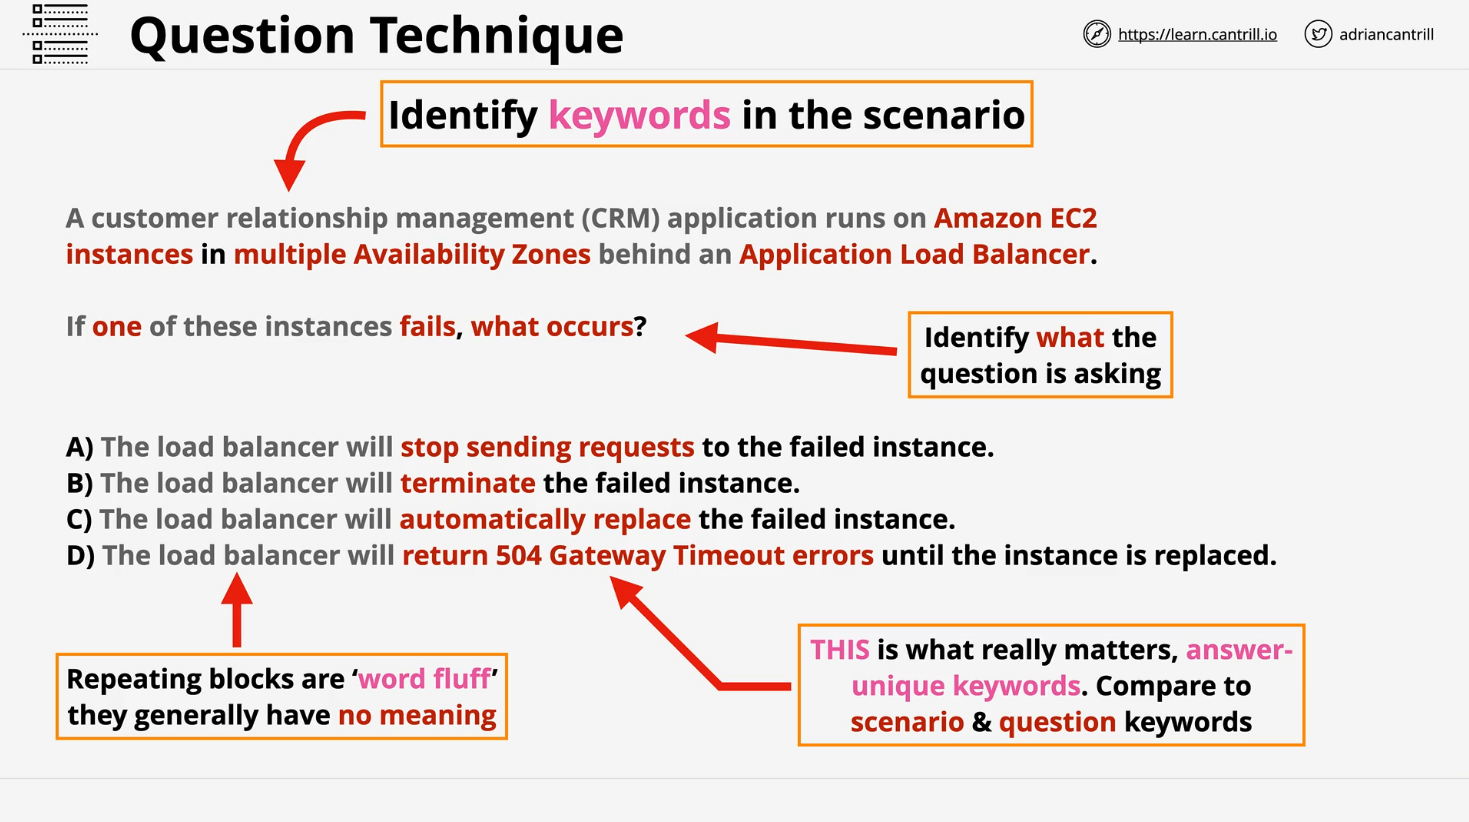 Question Technique
https://learn.cantrill.io
adriancantrill
Identify keywords in the scenario
A customer relationship management (CRM) application runs on Amazon EC2
instances in multiple Availability Zones behind an Application Load Balancer.
If one of these instances fails, what occurs?
Identify what the
question is asking
A) The load balancer will stop sending requests to the failed instance.
B) The load balancer will terminate the failed instance.
C) The load balancer will automatically replace the failed instance.
D) The load balancer will return 504 Gateway Timeout errors until the instance is replaced.
Repeating blocks are ‘word fluff’
they generally have no meaning
THIS is what really matters, answer-
unique keywords. Compare to
scenario & question keywords